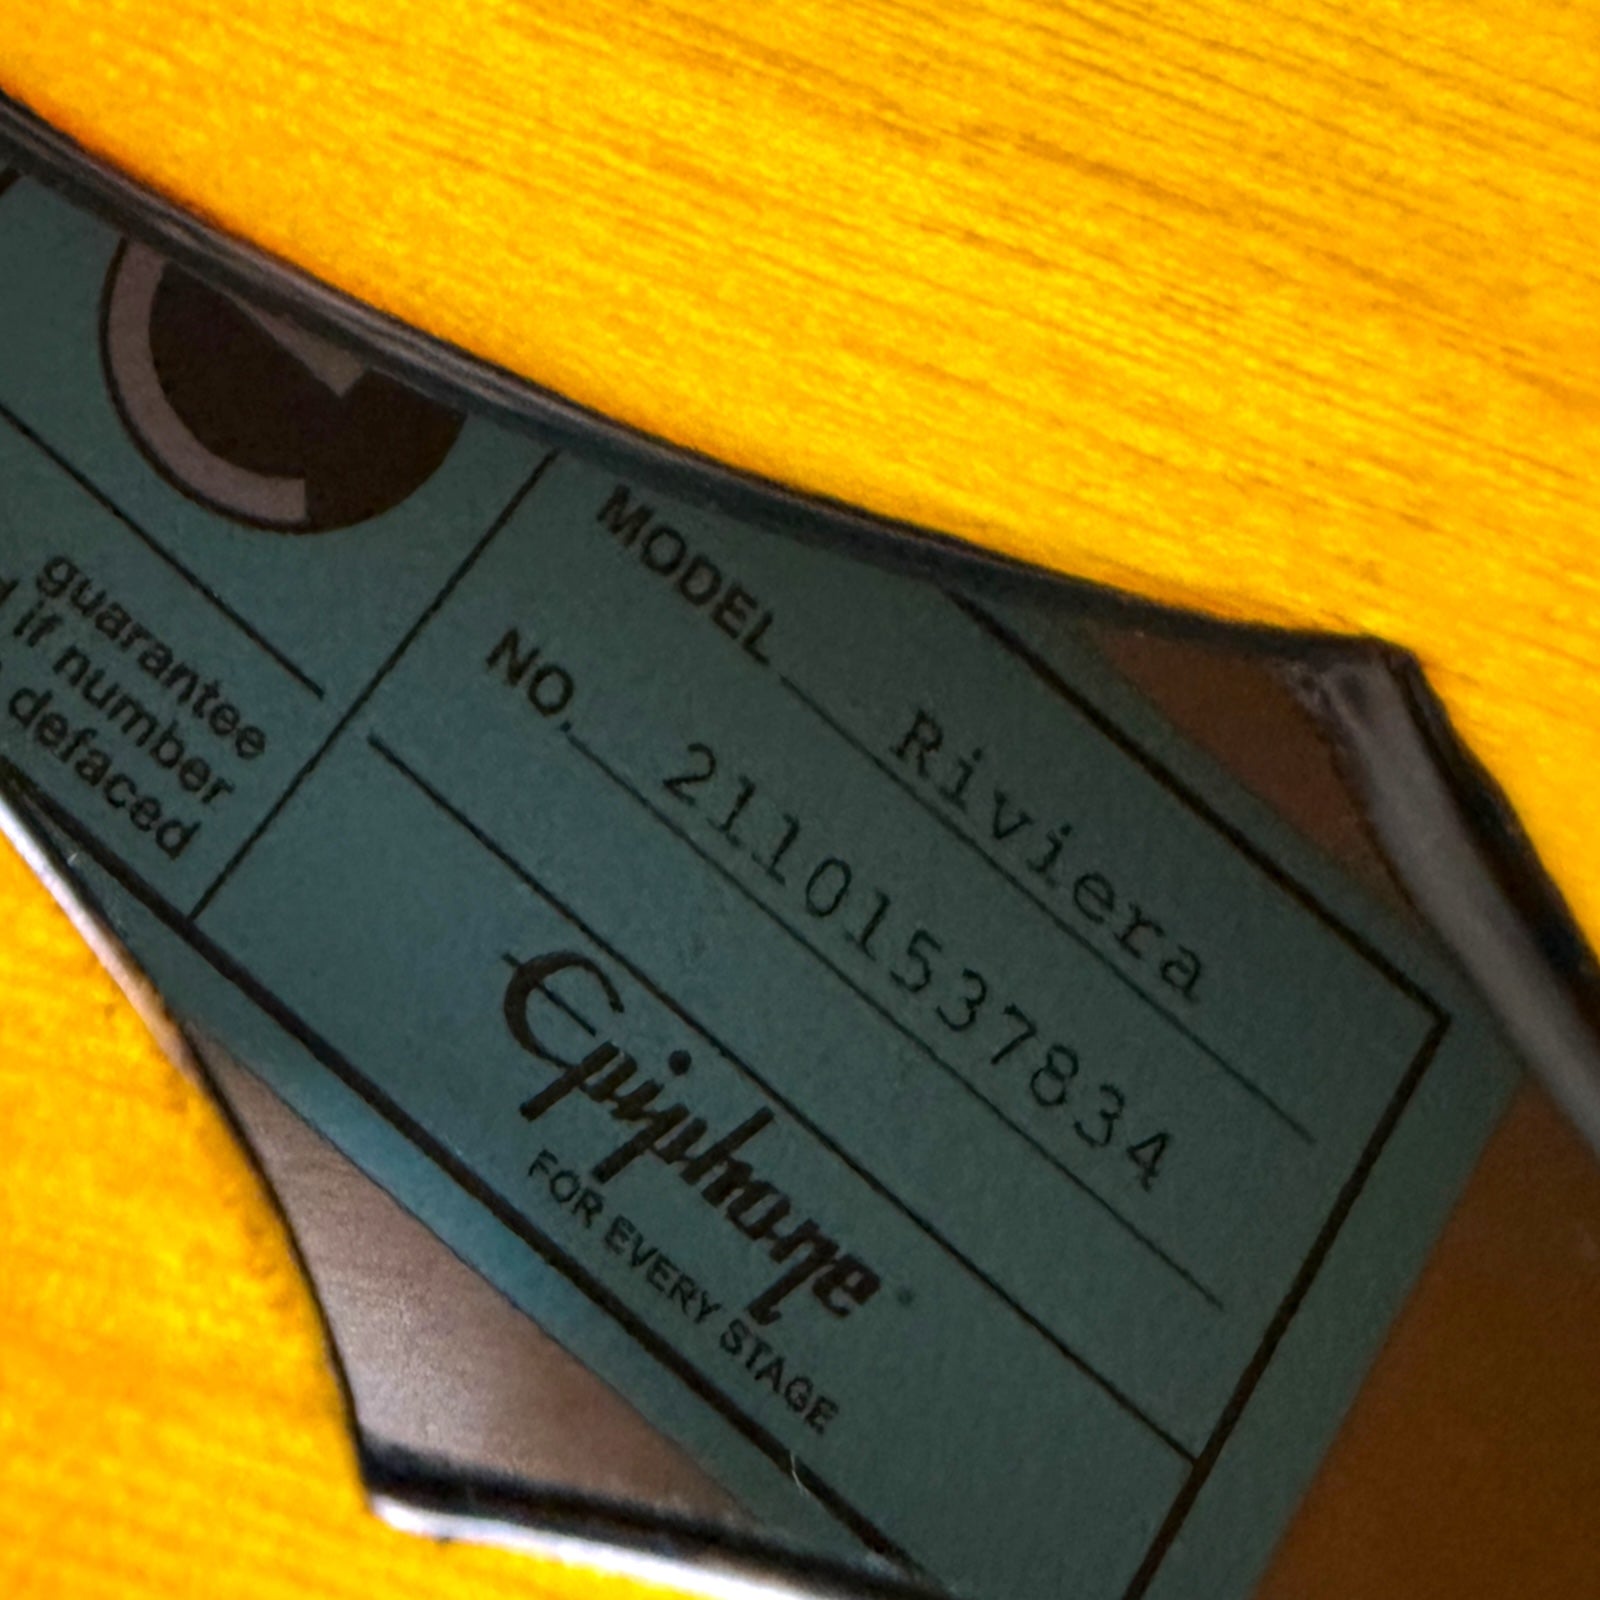 MODEL Riviera
NO. 21101537834
Epiphone
FOR EVERY STAGE
guarantee
if number
defaced